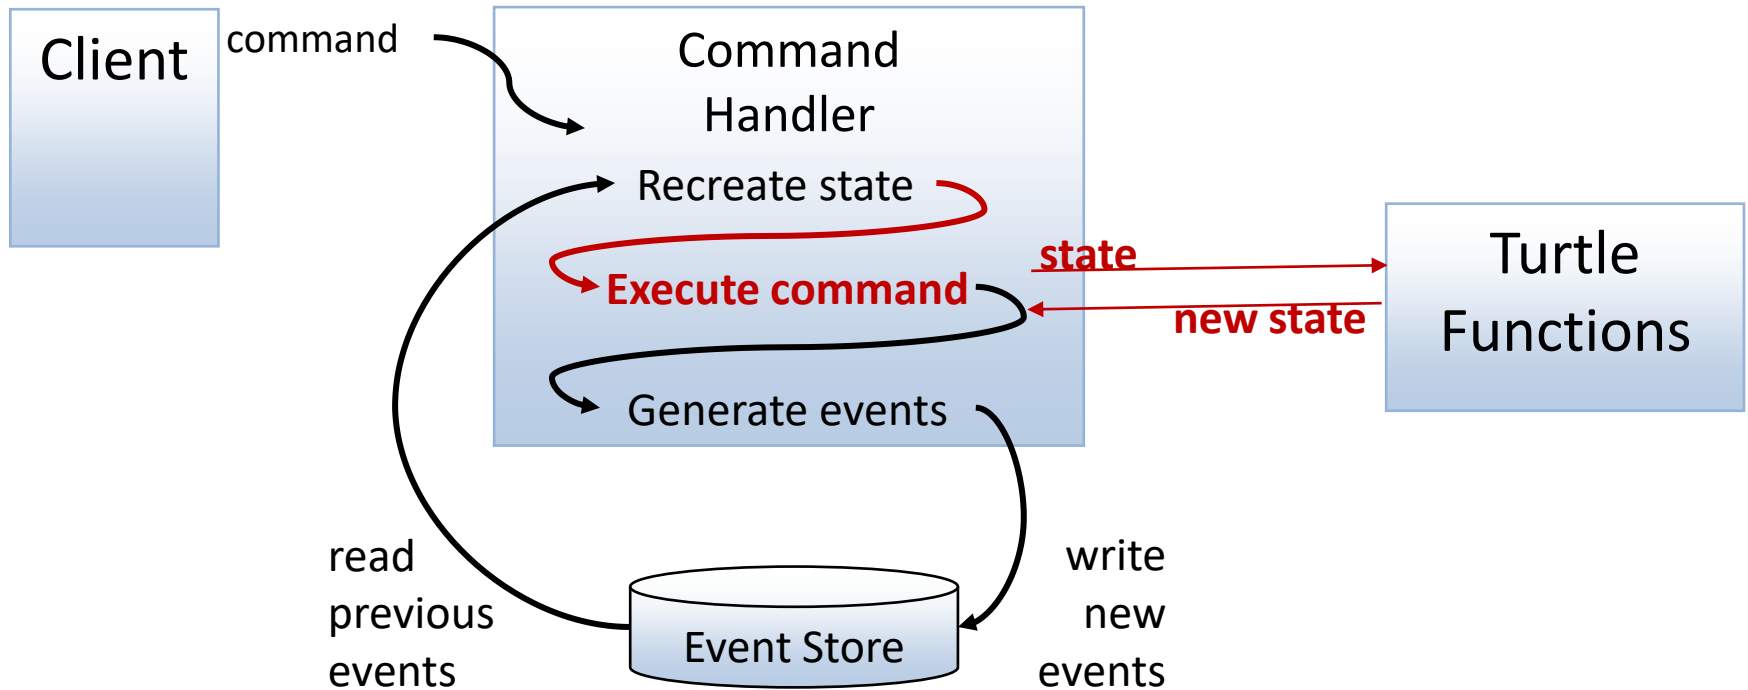 Client
command
Command
Handler
Recreate state
Execute command
Generate events
state
new state
Turtle
Functions
read
previous
events
Event Store
write
new
events